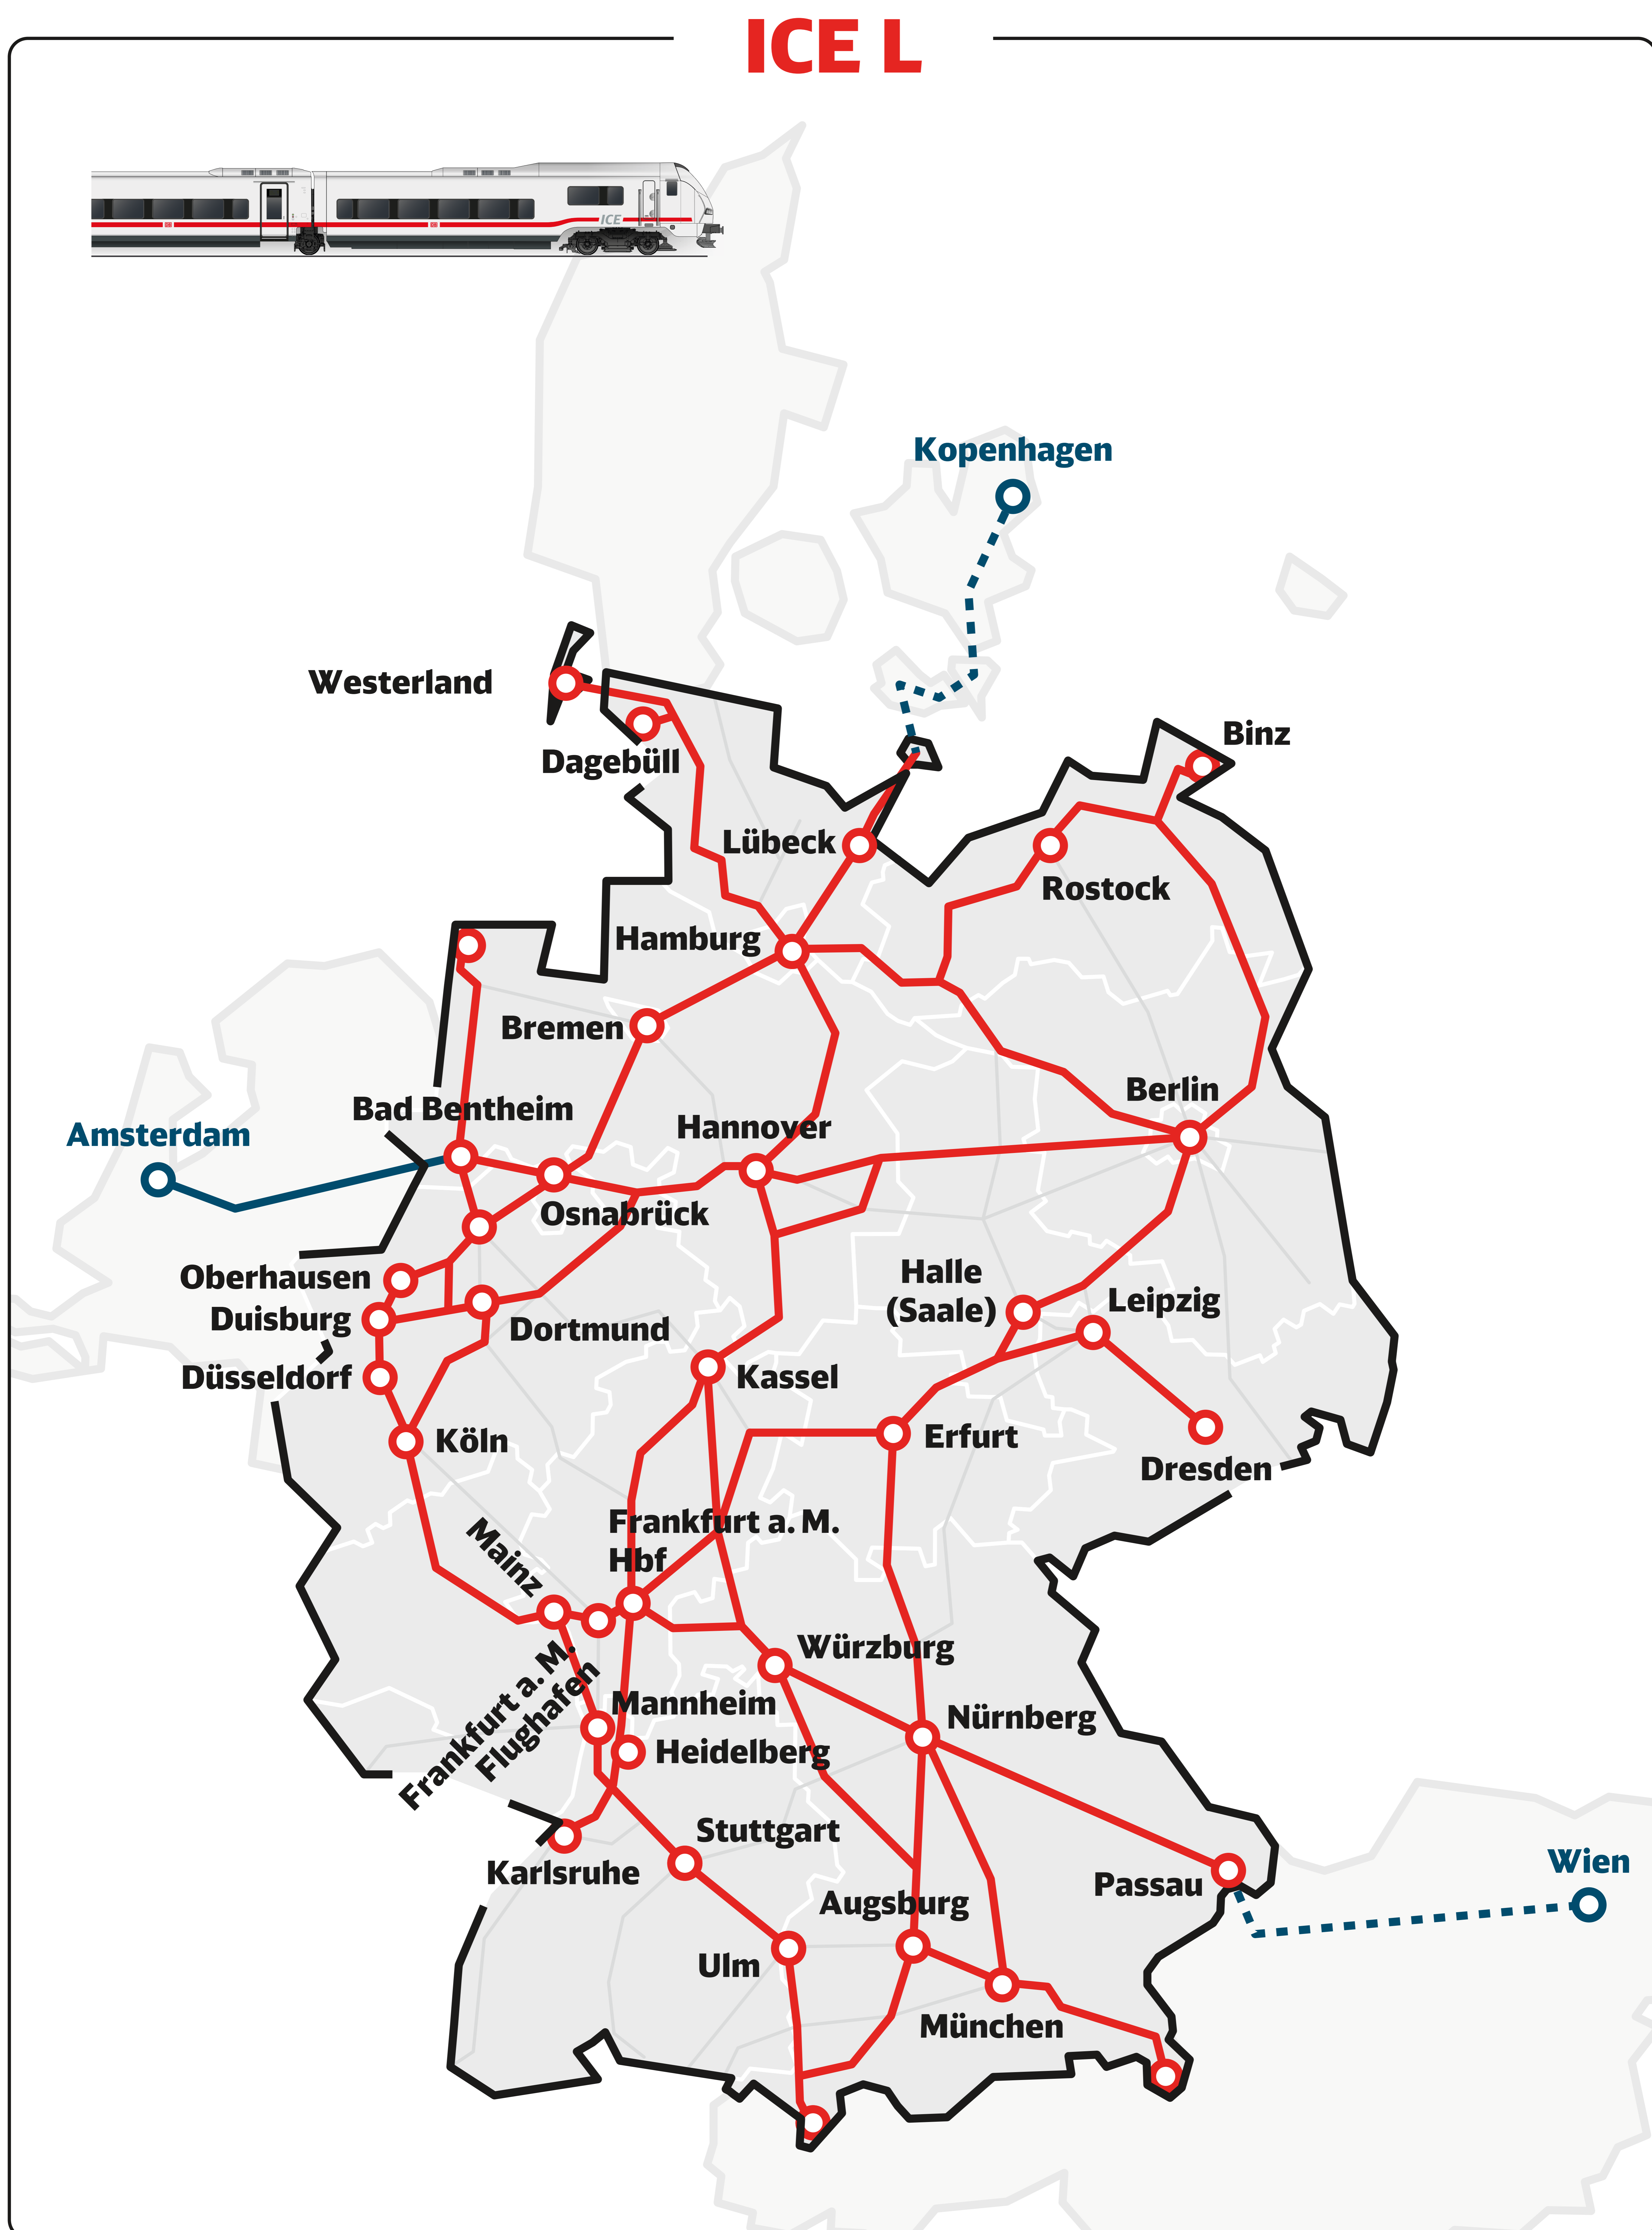 ICE L
ICE
Kopenhagen
Westerland
Binz
Dagebüll
Lübeck
Rostock
Hamburg
Bremen
Berlin
Bad Bentheim
Amsterdam
Hannover
Osnabrück
Oberhausen
Halle
(Saale)
Leipzig
Duisburg
Dortmund
Düsseldorf
Kassel
Köln
Erfurt
Dresden
Frankfurt a. M.
Hbf
Mainz
Würzburg
Frankfurt a. M.
Flughafen
Mannheim
Nürnberg
Heidelberg
Stuttgart
Wien
Karlsruhe
Passau
Augsburg
Ulm
München